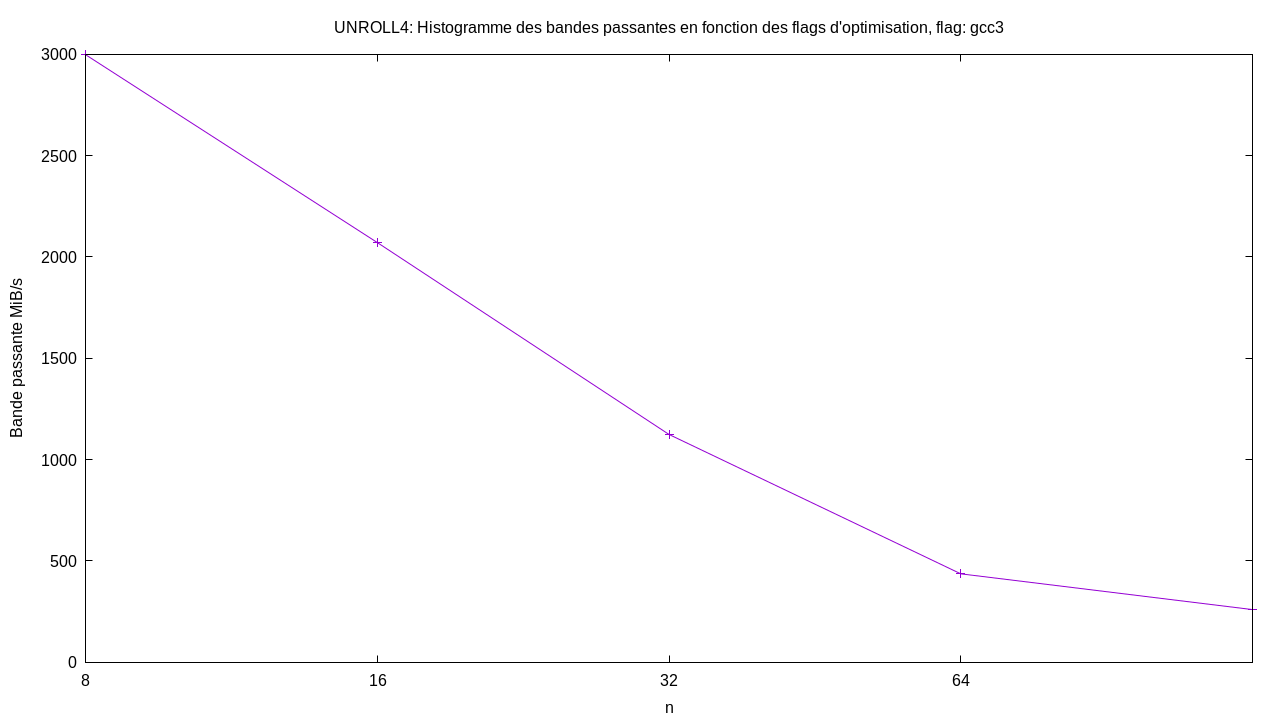 UNROLL4: Histogramme des bandes passantes en fonction des flags d'optimisation, flag: gcc3
3000
2500
2000
1500
1000
500
0
Bande passante MiB/s
8 16 32 64
n